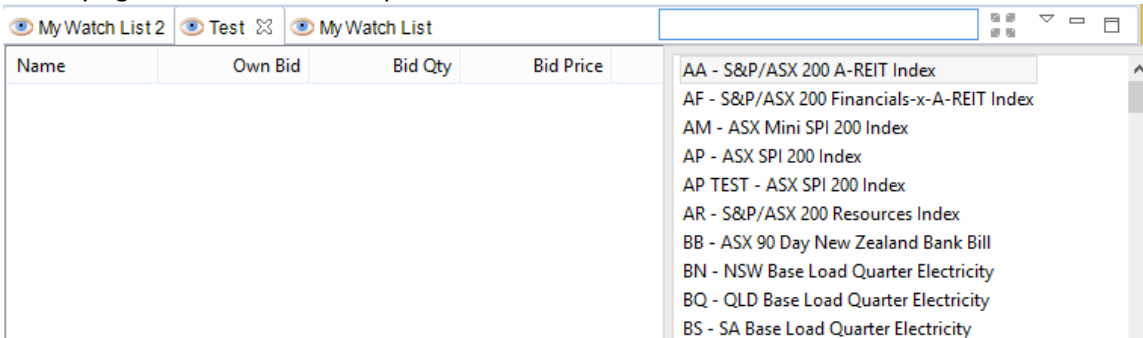 My Watch List 2 Test My Watch List
Name Own Bid Bid Qty Bid Price
AA - S&P/ASX 200 A-REIT Index
AF - S&P/ASX 200 Financials-x-A-REIT Index
AM - ASX Mini SPI 200 Index
AP - ASX SPI 200 Index
AP TEST - ASX SPI 200 Index
AR - S&P/ASX 200 Resources Index
BB - ASX 90 Day New Zealand Bank Bill
BN - NSW Base Load Quarter Electricity
BQ - QLD Base Load Quarter Electricity
BS - SA Base Load Quarter Electricity